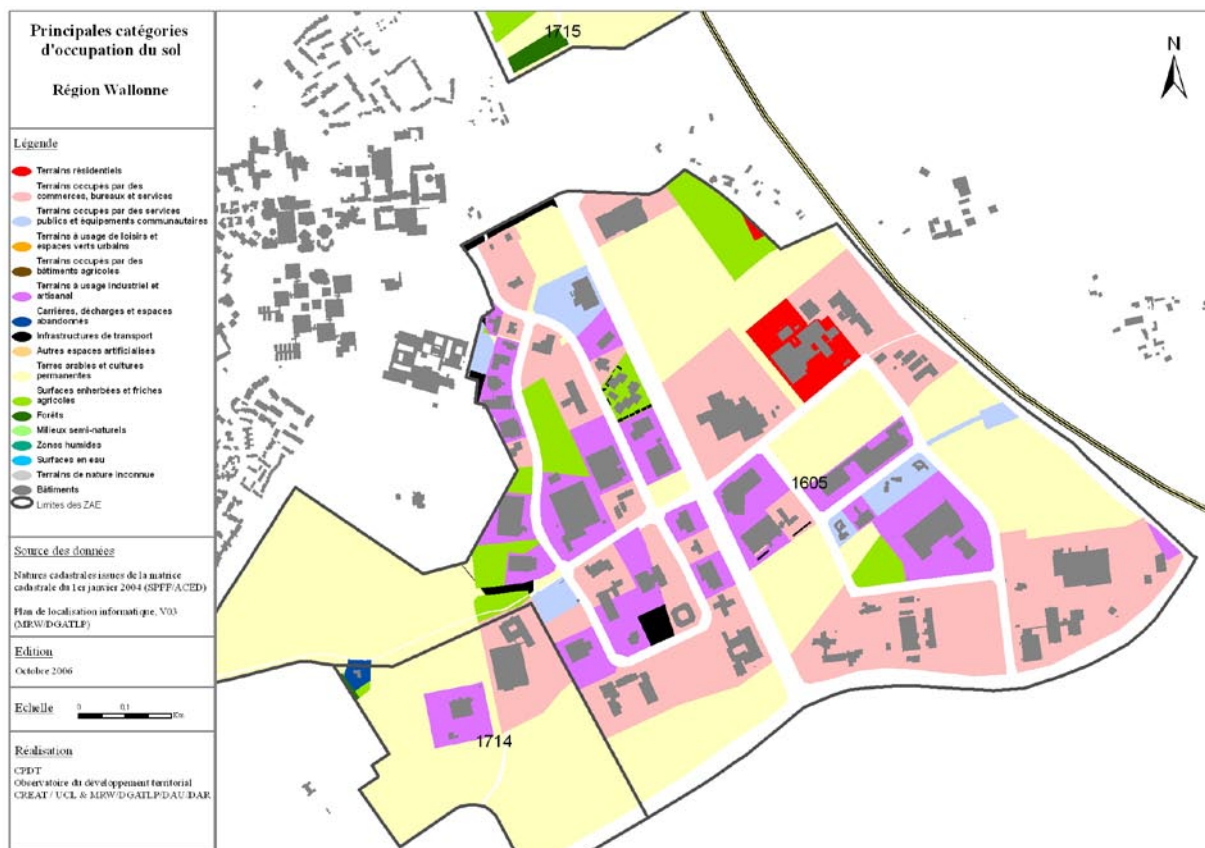 Principales catégories
d'occupation du sol
Région Wallonne
Légende
Terrains résidentiels
Terrains occupés par des
commerces, bureaux et services
Terrains occupés par des services
publics et équipements communautaires
Terrains à usage de loisirs et
espaces verts urbains
Terrains occupés par des
bâtiments agricoles
Terrains à usage industriel et
artisanal
Carrières, décharges et espaces
abandonnés
Infrastructures de transport
Autres espaces artificialisés
Terres arables et cultures
permanentes
Surfaces enherbées et friches
agricoles
Forêts
Milieux semi-naturels
Zones humides
Surfaces en eau
Terrains de nature inconnue
Bâtiments
Limites des ZAE
Source des données
Natures cadastrales issues de la matrice
cadastrale du 1er janvier 2004 (SPFF/ACED)
Plan de localisation informatique, V03
(MRW/DGATLP)
Edition
Octobre 2006
Echelle
0 0,1
Km
Réalisation
CPDT
Observatoire du développement territorial
CREAT / UCL & MRW/DGATLP/DAU/DAR
1715
N
1605
1714